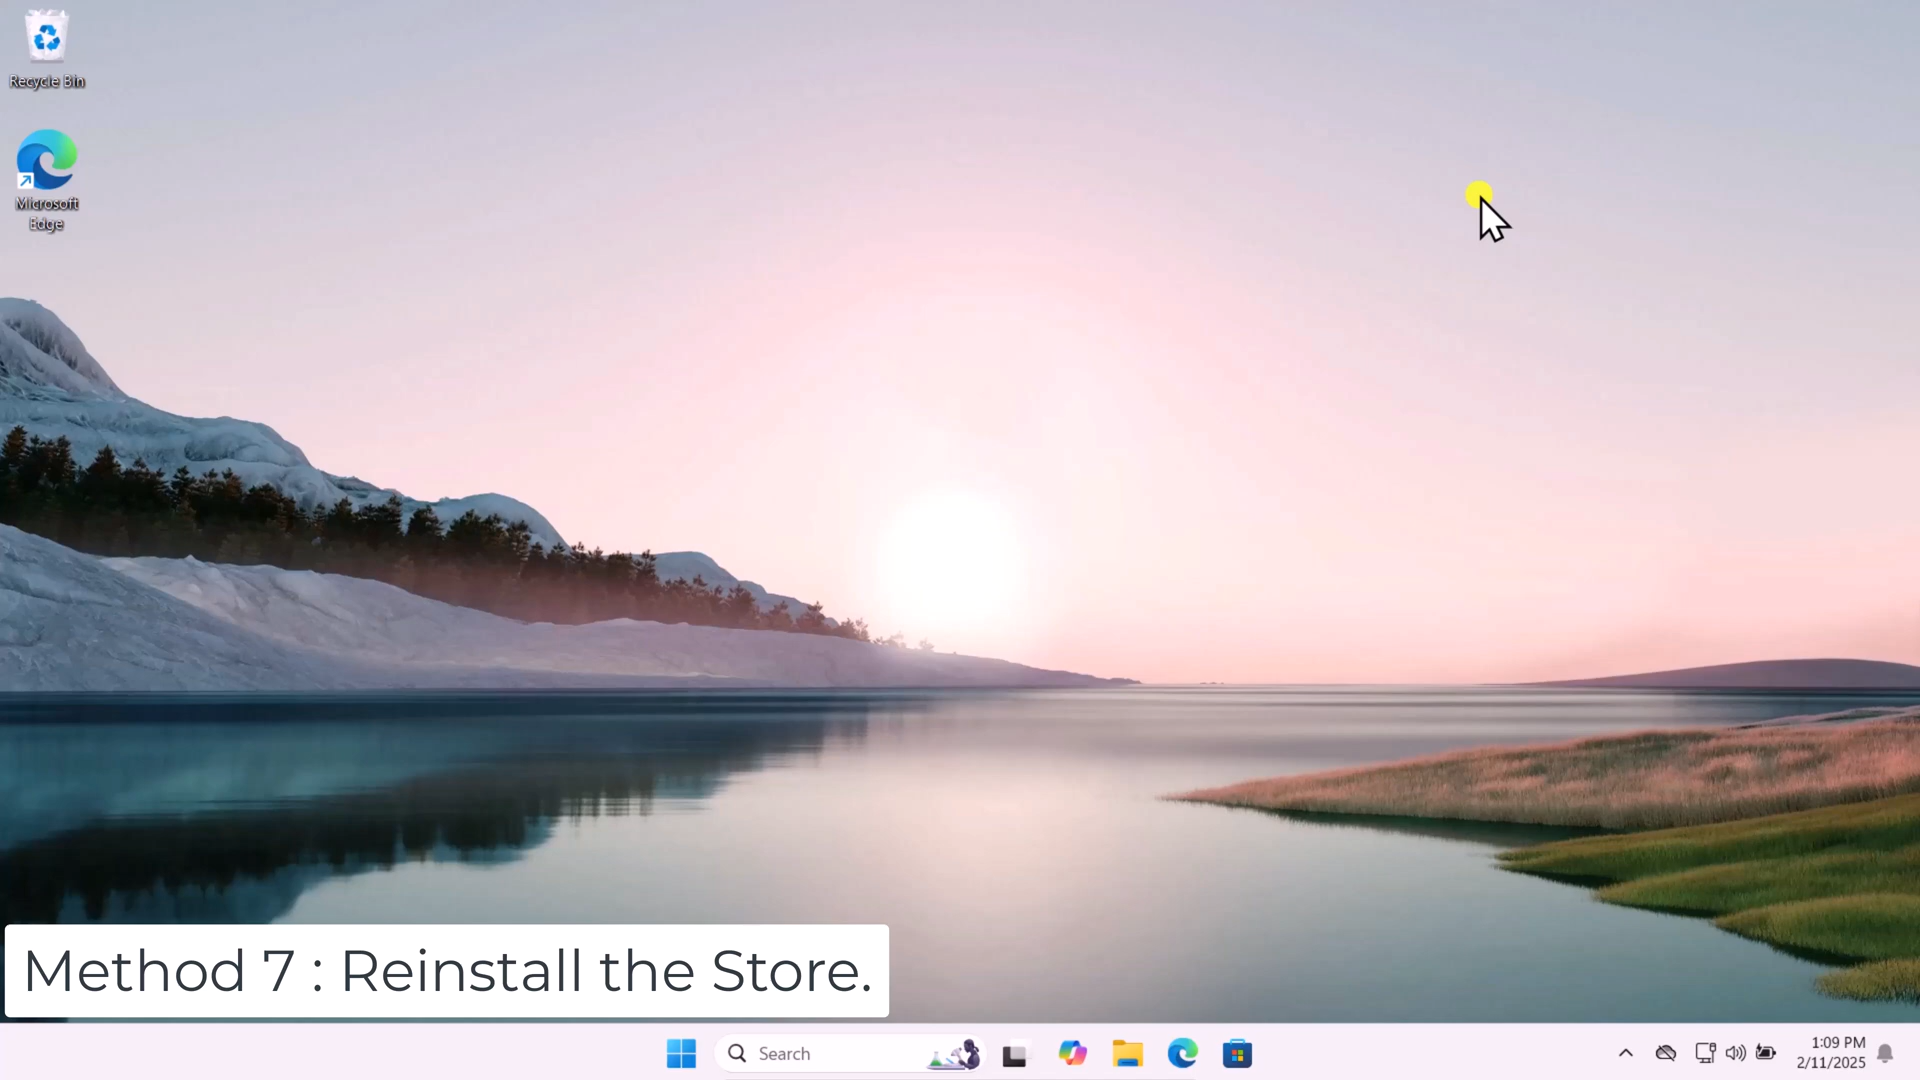 Recycle Bin
Microsoft
Edge
Method 7 : Reinstall the Store.
Search
1:09 PM
2/11/2025